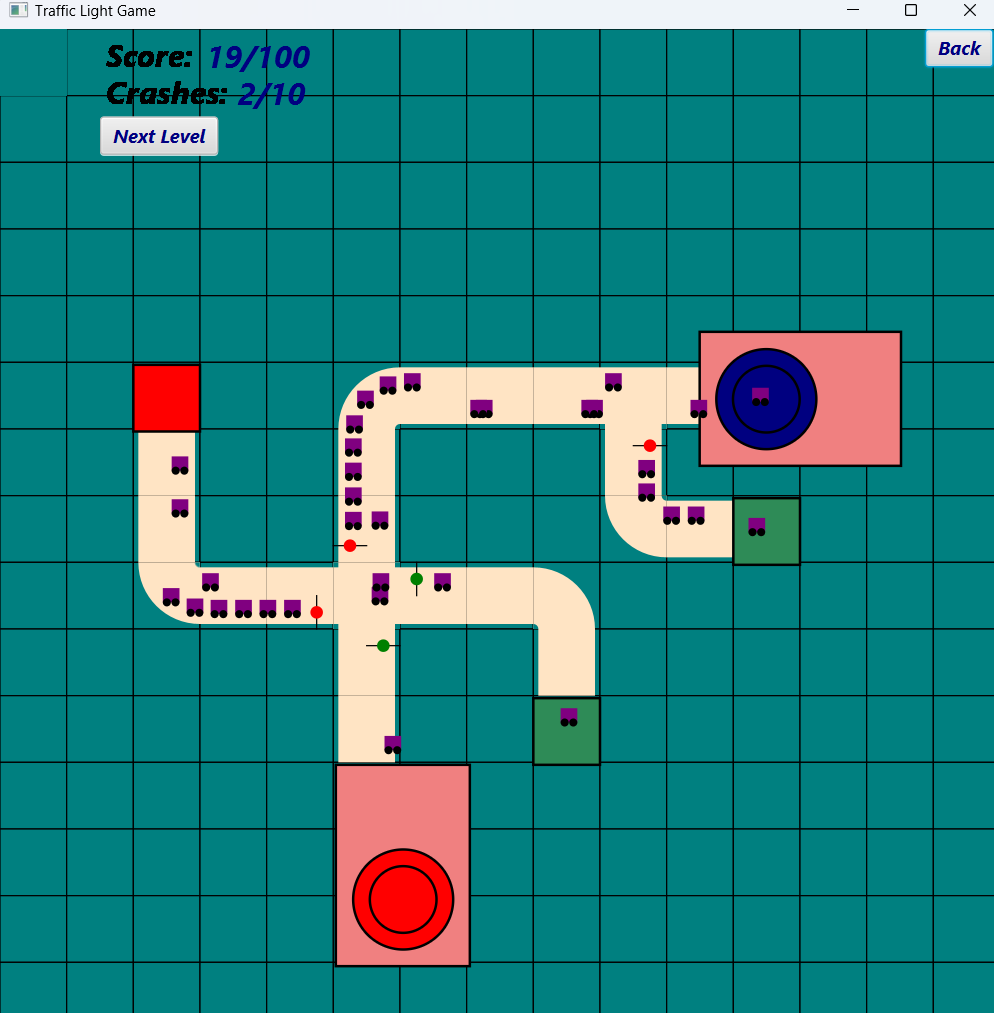 Traffic Light Game
Score: 19/100
Back
Crashes: 2/10
Next Level